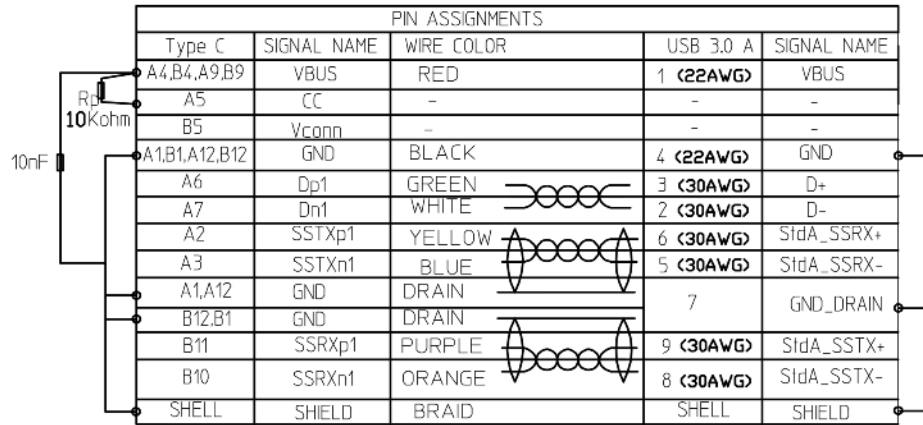 PIN ASSIGNMENTS
Type C SIGNAL NAME WIRE COLOR USB 3.0 A SIGNAL NAME
A4,B4,A9,B9 VBUS RED 1 (22AWG) VBUS
Rp A5 CC - - -
10Kohm B5 Vconn - - -
10nF A1,B1,A12,B12 GND BLACK 4 (22AWG) GND
A6 Dp1 GREEN 3 (30AWG) D+
A7 Dn1 WHITE 2 (30AWG) D-
A2 SSTXp1 YELLOW 6 (30AWG) StdA_SSRX+
A3 SSTXn1 BLUE 5 (30AWG) StdA_SSRX-
A1,A12 GND DRAIN 7 GND_DRAIN
B12,B1 GND DRAIN
B11 SSRXp1 PURPLE 9 (30AWG) StdA_SSTX+
B10 SSRXn1 ORANGE 8 (30AWG) StdA_SSTX-
SHELL SHIELD BRAID SHELL SHIELD